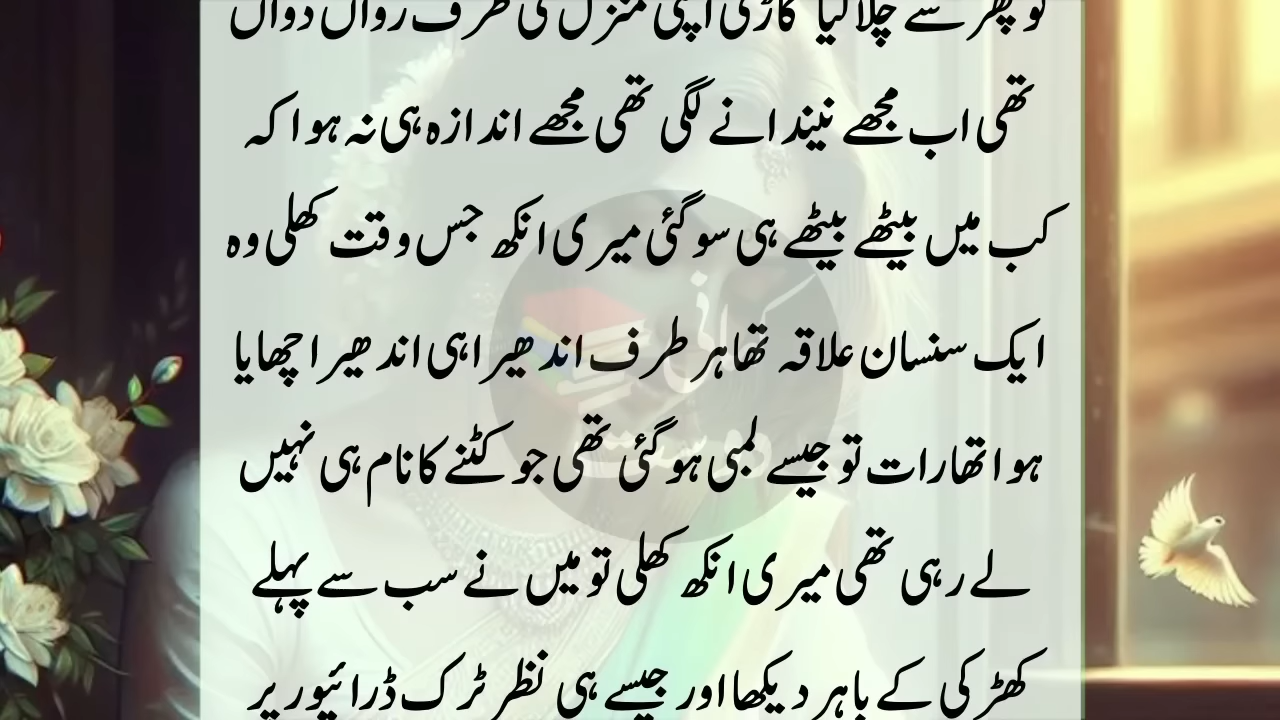 تو پھر سے چلا گیا گاڑی اپنی منزل کی طرف رواں دواں
تھی اب مجھے نیند انے لگی تھی مجھے اندازہ ہی نہ ہوا کہ
کب میں بیٹھے بیٹھے ہی سو گئی میری انکھ جس وقت کھلی وہ
ایک سنسان علاقہ تھا ہر طرف اندھیرا ہی اندھیرا چھایا
ہوا تھا رات تو جیسے لمبی ہو گئی تھی جو کٹنے کا نام ہی نہیں
لے رہی تھی میری انکھ کھلی تو میں نے سب سے پہلے
کھڑکی کے باہر دیکھا اور جیسے ہی نظر ٹرک ڈرائیور پر